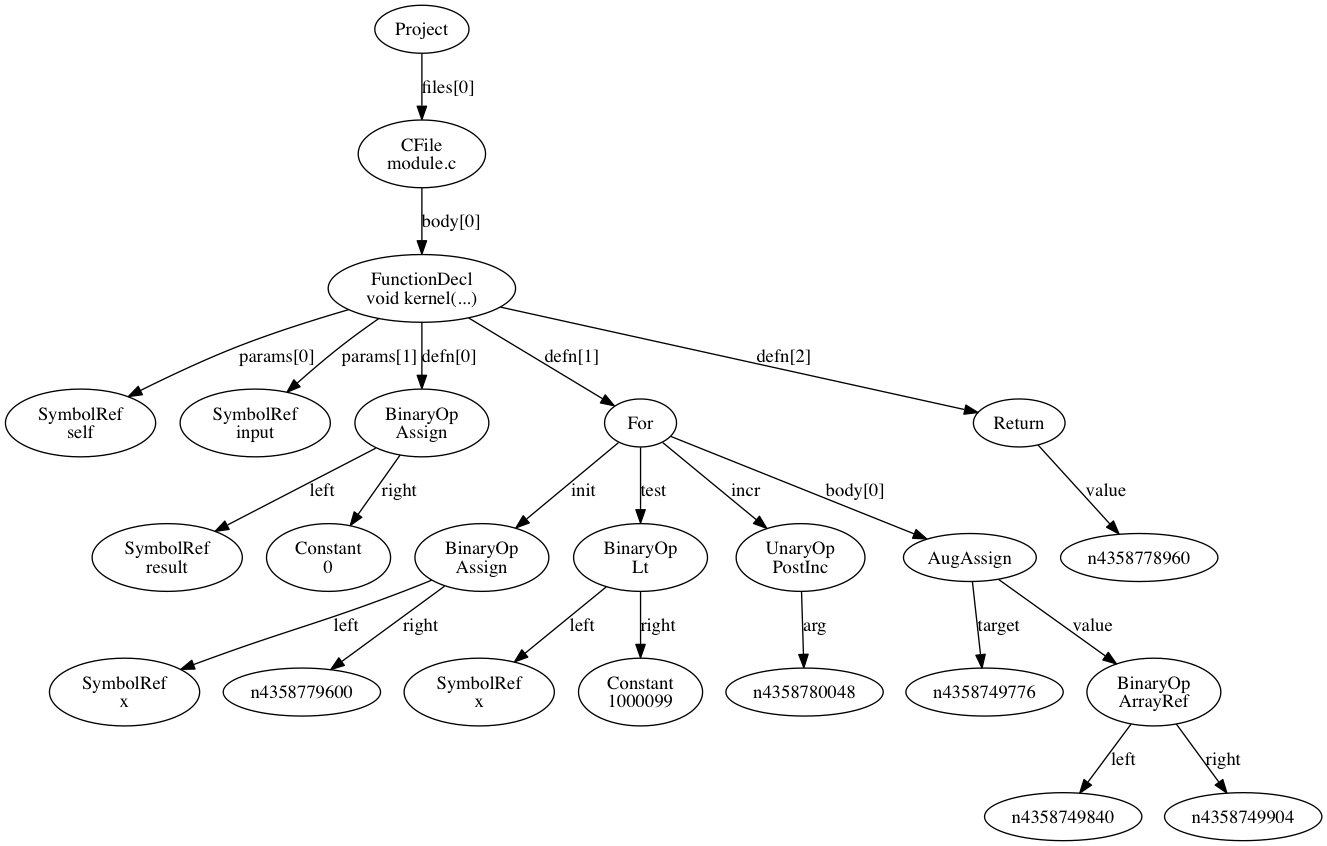 Project
files[0]
CFile
module.c
body[0]
FunctionDecl
void kernel(...)
params[0]
params[1]
defn[0]
defn[1]
defn[2]
SymbolRef
self
SymbolRef
input
BinaryOp
Assign
For
Return
left
right
init
test
incr
body[0]
value
SymbolRef
result
Constant
0
BinaryOp
Assign
BinaryOp
Lt
UnaryOp
PostInc
AugAssign
n4358778960
left
right
left
right
arg
target
value
SymbolRef
x
n4358779600
SymbolRef
x
Constant
1000099
n4358780048
n4358749776
BinaryOp
ArrayRef
left
right
n4358749840
n4358749904